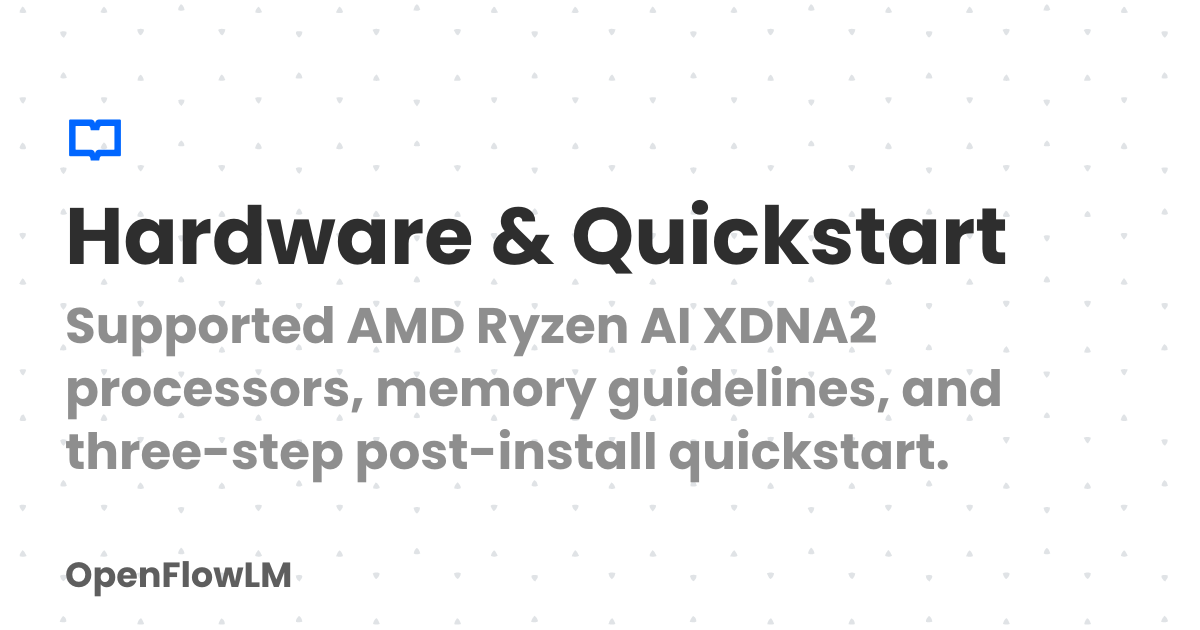 Hardware & Quickstart
Supported AMD Ryzen AI XDNA2
processors, memory guidelines, and
three-step post-install quickstart.
OpenFlowLM